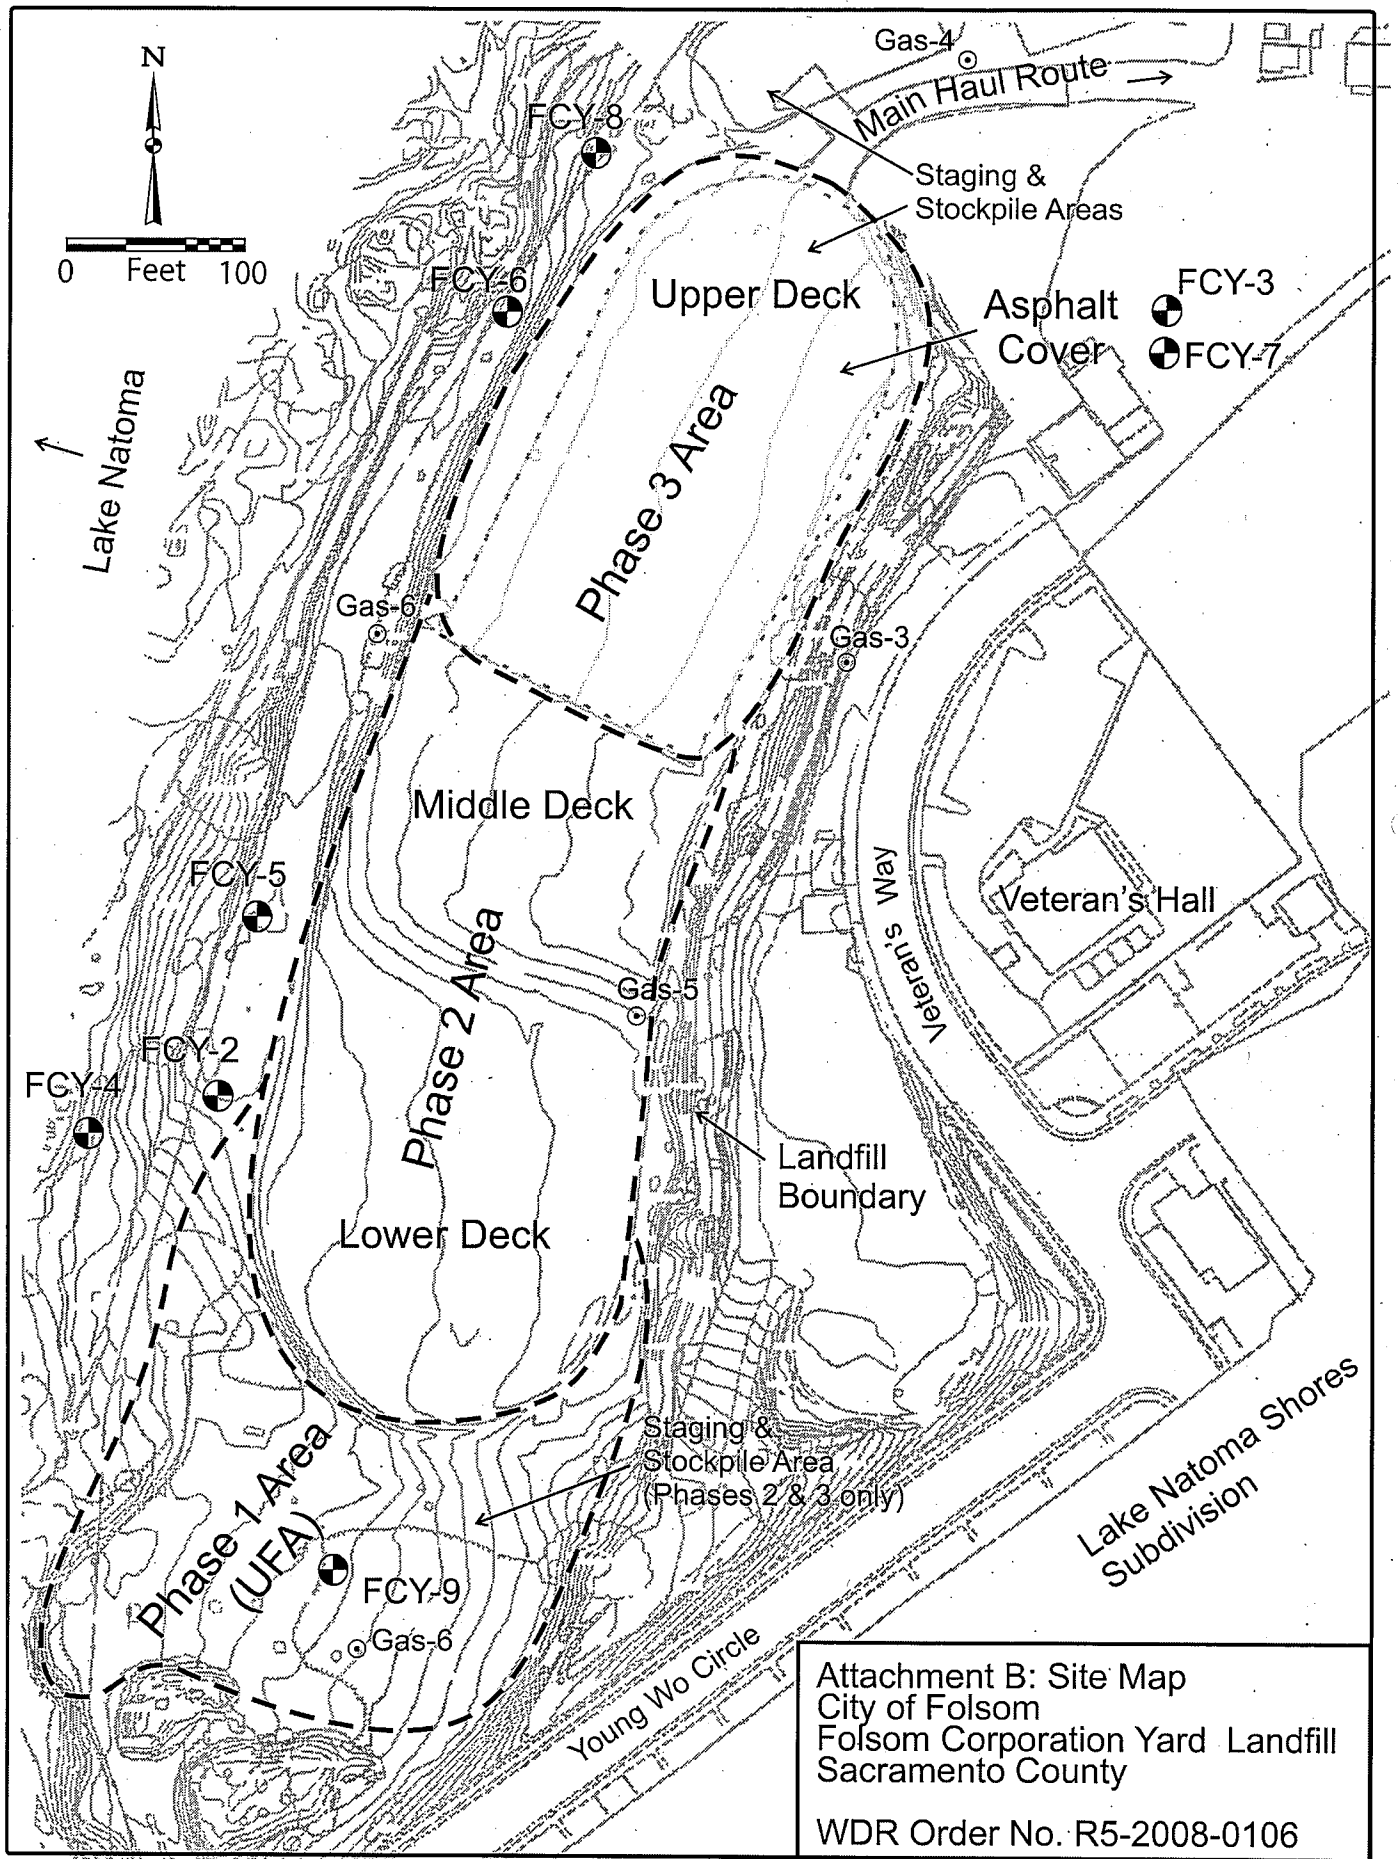 N
0 Feet 100
Gas-4
Main Haul Route
FCY-8
Staging &
Stockpile Areas
FCY-6
Upper Deck
Asphalt
Cover
FCY-3
FCY-7
Lake Natoma
Phase 3 Area
Gas-6
Gas-3
Middle Deck
FCY-5
Veteran's Way
Veteran's Hall
Phase 2 Area
Gas-5
FCY-2
FCY-4
Landfill
Boundary
Lower Deck
Staging &
Stockpile Area
(Phases 2 & 3 only)
Phase 1 Area
(UFA)
FCY-9
Gas-6
Lake Natoma Shores
Subdivision
Young Wo Circle
Attachment B: Site Map
City of Folsom
Folsom Corporation Yard Landfill
Sacramento County
WDR Order No. R5-2008-0106